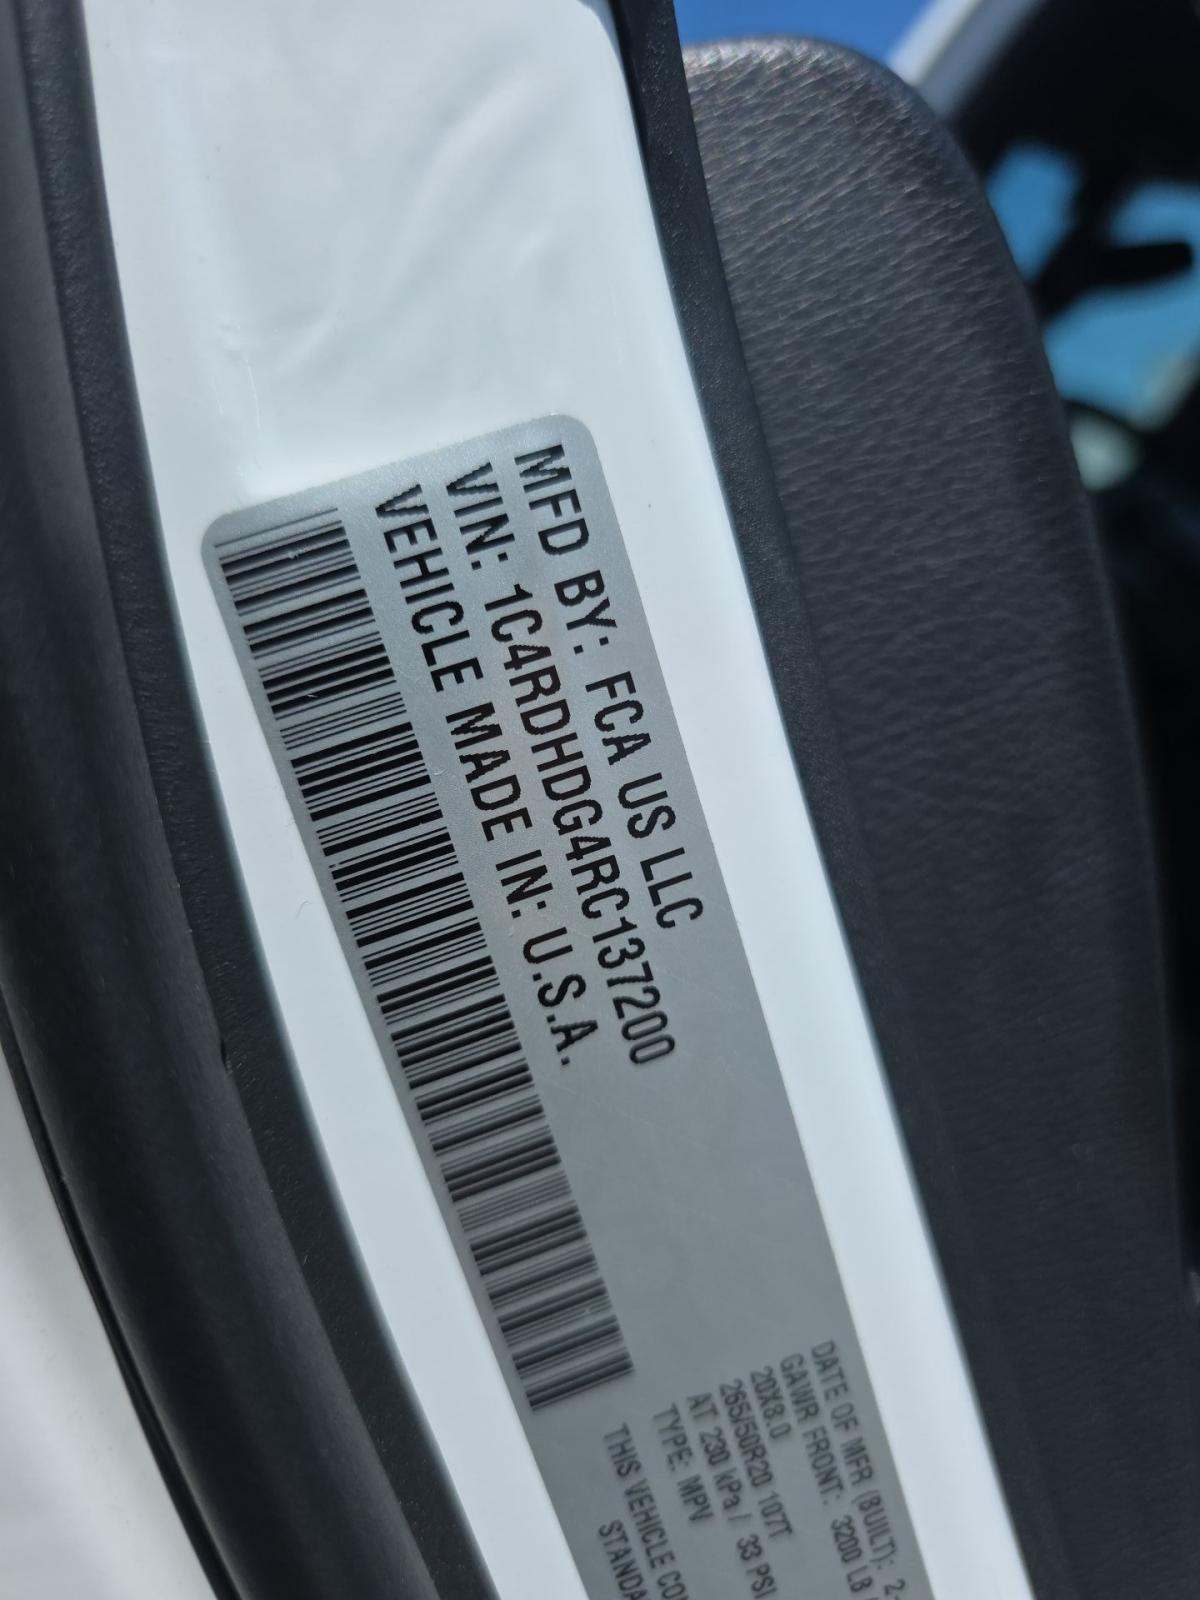 MFD BY: FCA US LLC
VIN: 1C4RDHDG4RC137200
VEHICLE MADE IN: U.S.A.
DATE OF MFR (BUILT): 2-
GAWR FRONT: 3200 LB
20X8.0
265/50R20 107T
AT 230 kPa / 33 PSI
TYPE: MPV
THIS VEHICLE